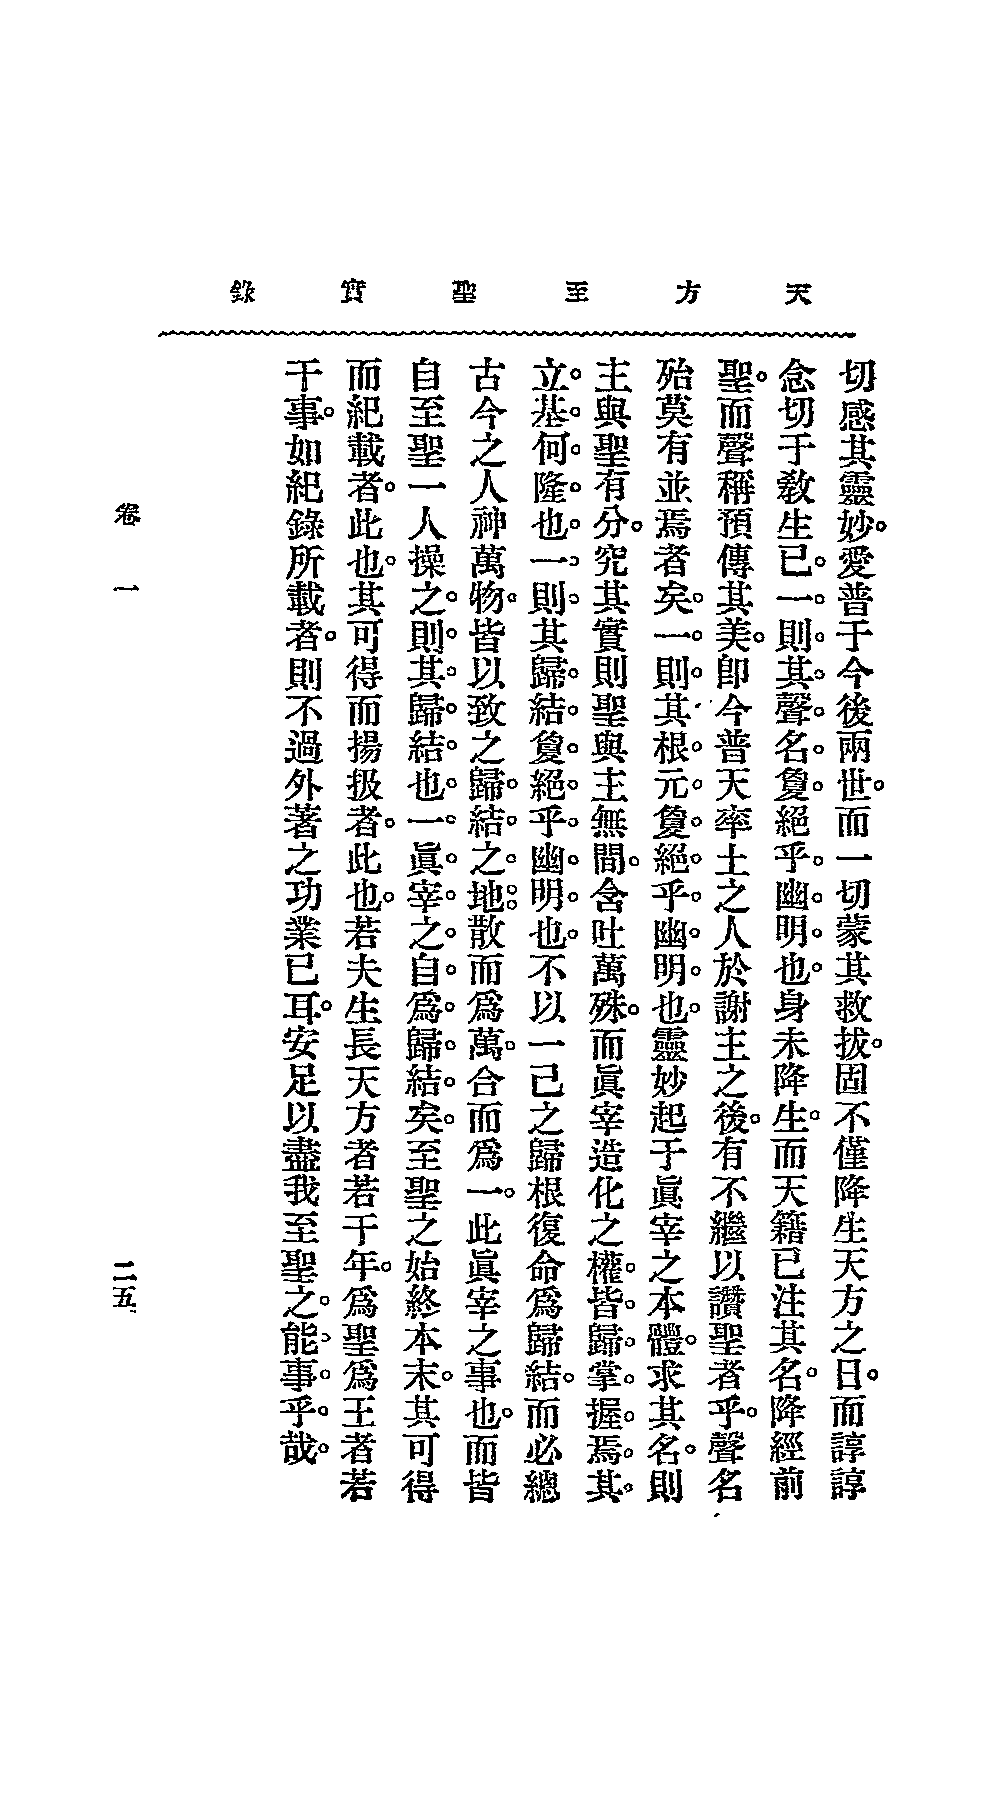 天方至聖實錄
切感其靈妙。愛普于今後兩世。而一切蒙其救拔。固不僅降生天方之日。而諄諄
念切于教生已。一。則。其。聲。名。敻。絕乎。幽。明。也。身未降生。而天籍已注其名。降經前
聖。而聲稱預傳其美。卽今普天率土之人於謝主之後。有不繼以讚聖者乎。聲名
殆莫有並焉者矣。一。則。其根。元。敻。絕。乎。幽。明。也。靈妙起于眞宰之本體。求其名。則
主與聖有分。究其實則聖與主無間。含吐萬殊。而眞宰造化之權。皆。歸。掌。握。焉。其。
立。基。何。隆。也。一。則。其歸。結。敻。絕。乎。幽。明。也。不以一己之歸根復命爲歸結。而必總
古今之人神萬物。皆以致之歸。結。之。地。散而爲萬。合而爲一。此眞宰之事也。而皆
自至聖一人操之。則。其。歸。結。也。一。眞。宰。之。自。爲。歸。結。矣。至聖之始終本末。其可得
而紀載者。此也。其可得而揚扱者。此也。若夫生長天方者若干年。爲聖爲王者若
干事。如紀錄所載者。則不過外著之功業已耳。安足以盡我至聖之。能。事。乎。哉。
卷一
二五